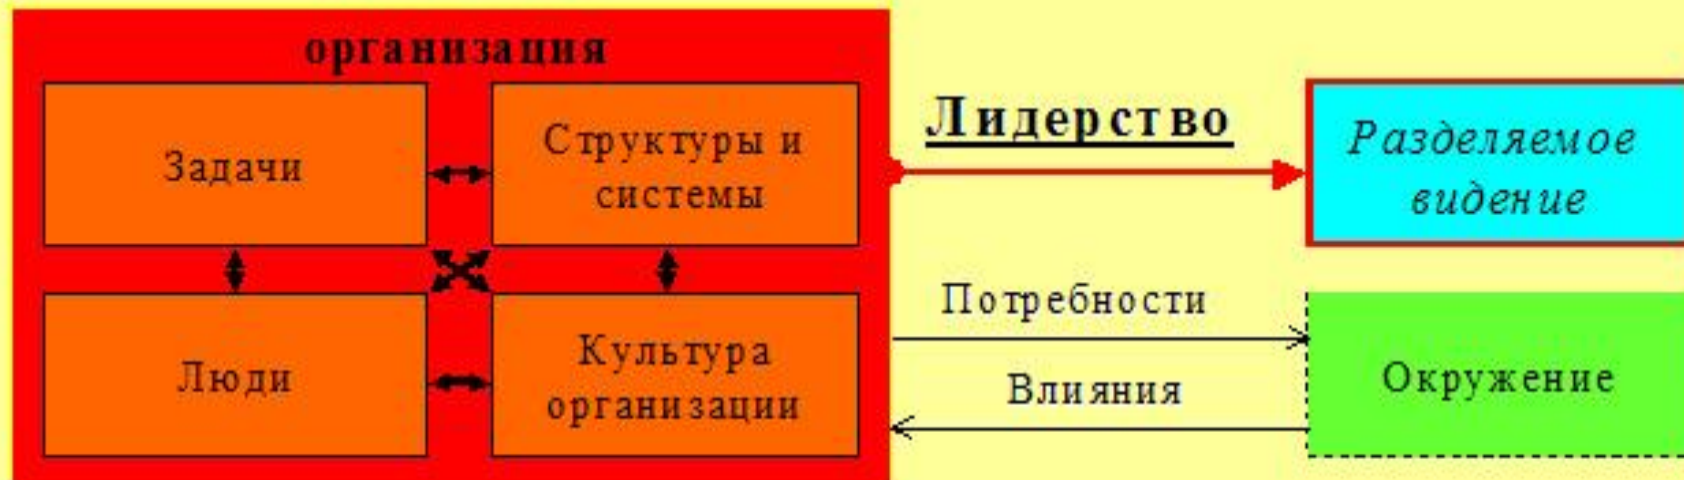 организация
Задачи
Структуры и
системы
Люди
Культура
организации
Лидерство
Разделяемое
видение
Потребности
Влияния
Окружение